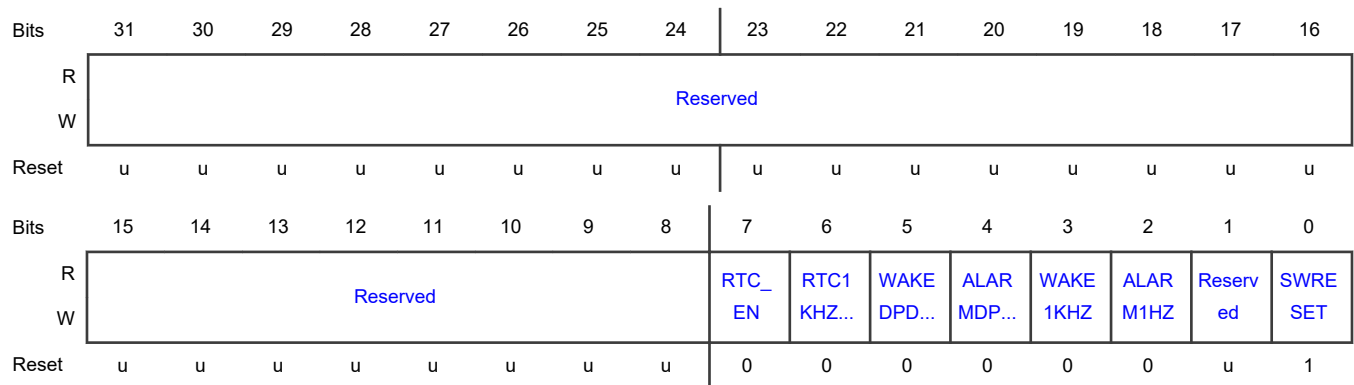 Bits 31 30 29 28 27 26 25 24 23 22 21 20 19 18 17 16
R
Reserved
W
Reset u u u u u u u u u u u u u u u u
Bits 15 14 13 12 11 10 9 8 7 6 5 4 3 2 1 0
R RTC_ RTC1 WAKE ALAR WAKE ALAR Reserv SWRE
Reserved
W EN KHZ... DPD... MDP... 1KHZ M1HZ ed SET
Reset u u u u u u u u 0 0 0 0 0 0 u 1